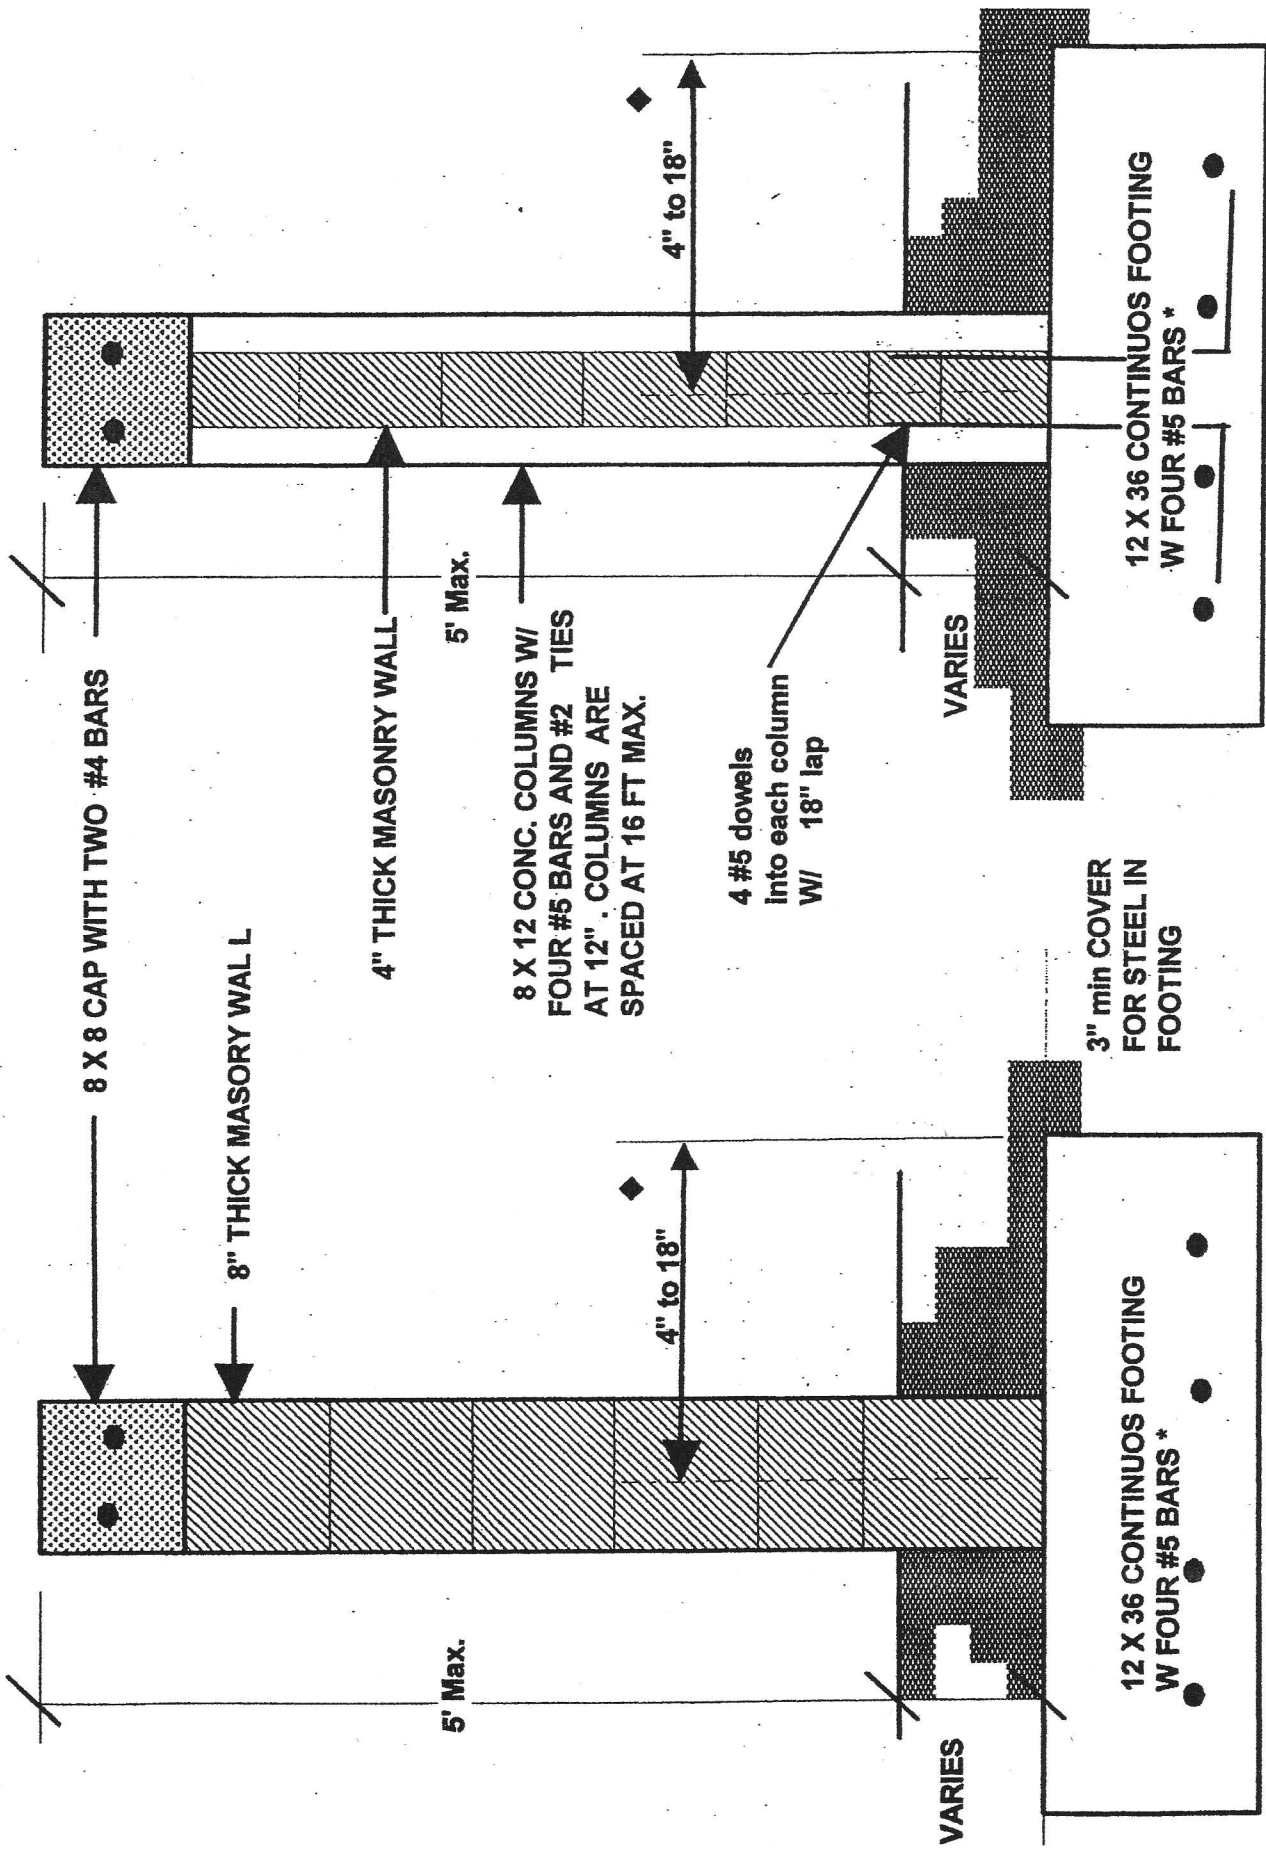 8 X 8 CAP WITH TWO #4 BARS
8" THICK MASORY WAL L
4" THICK MASONRY WALL
5' Max.
5' Max.
8 X 12 CONC. COLUMNS W/
FOUR #5 BARS AND #2 TIES
AT 12" . COLUMNS ARE
SPACED AT 16 FT MAX.
4" to 18"
4" to 18"
4 #5 dowels
into each column
W/ 18" lap
VARIES
VARIES
3" min COVER
FOR STEEL IN
FOOTING
12 X 36 CONTINUOS FOOTING
W FOUR #5 BARS *
12 X 36 CONTINUOS FOOTING
W FOUR #5 BARS *